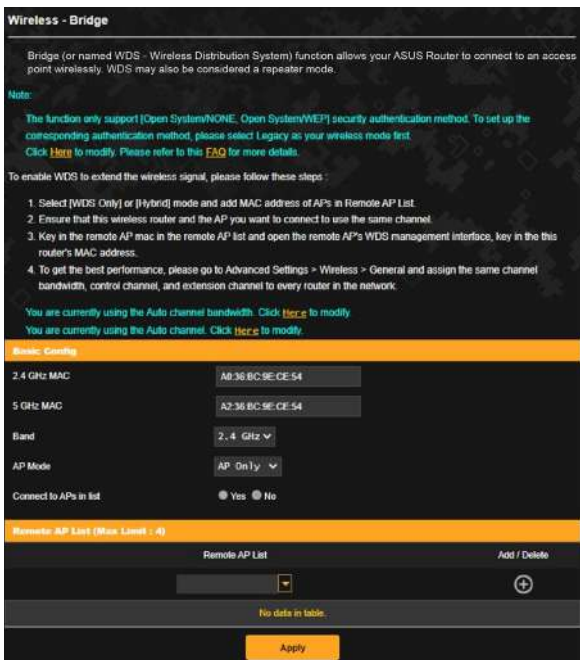 Wireless - Bridge
Bridge (or named WDS - Wireless Distribution System) function allows your ASUS Router to connect to an access
point wirelessly. WDS may also be considered a repeater mode.
Note:
The function only support [Open System/NONE, Open System/WEP] security authentication method. To set up the
corresponding authentication method, please select Legacy as your wireless mode first.
Click Here to modify. Please refer to this FAQ for more details.
To enable WDS to extend the wireless signal, please follow these steps :
1. Select [WDS Only] or [Hybrid] mode and add MAC address of APs in Remote AP List.
2. Ensure that this wireless router and the AP you want to connect to use the same channel.
3. Key in the remote AP mac in the remote AP list and open the remote AP's WDS management interface, key in the this
router's MAC address.
4. To get the best performance, please go to Advanced Settings > Wireless > General and assign the same channel
bandwidth, control channel, and extension channel to every router in the network.
You are currently using the Auto channel bandwidth. Click Here to modify.
You are currently using the Auto channel. Click Here to modify.
Basic Config
2.4 GHz MAC A0:36:BC:9E:CE:54
5 GHz MAC A2:36:BC:9E:CE:54
Band 2.4 GHz
AP Mode AP Only
Connect to APs in list Yes No
Remote AP List (Max Limit : 4)
Remote AP List Add / Delete
No data in table.
Apply